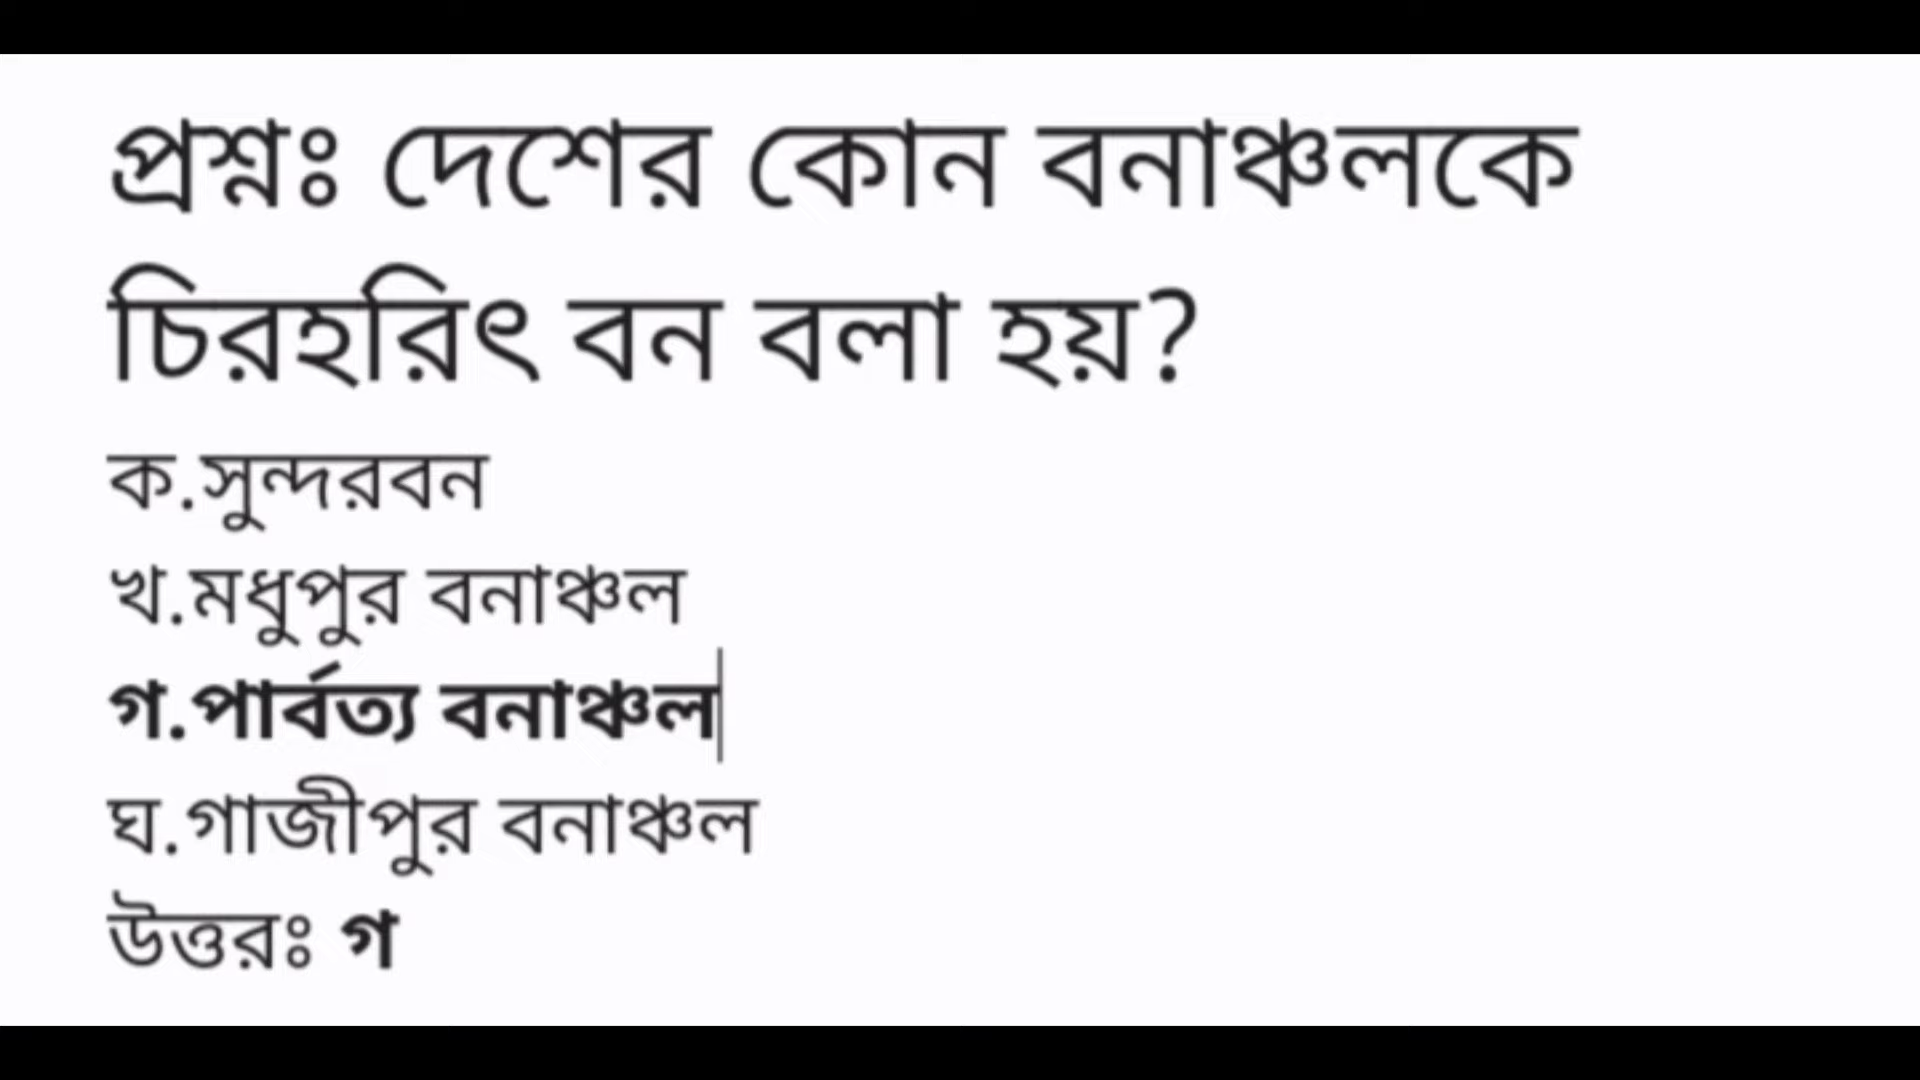 প্রশ্নঃ দেশের কোন বনাঞ্চলকে
চিরহরিৎ বন বলা হয়?
ক.সুন্দরবন
খ.মধুপুর বনাঞ্চল
গ.পার্বত্য বনাঞ্চল
ঘ.গাজীপুর বনাঞ্চল
উত্তরঃ গ